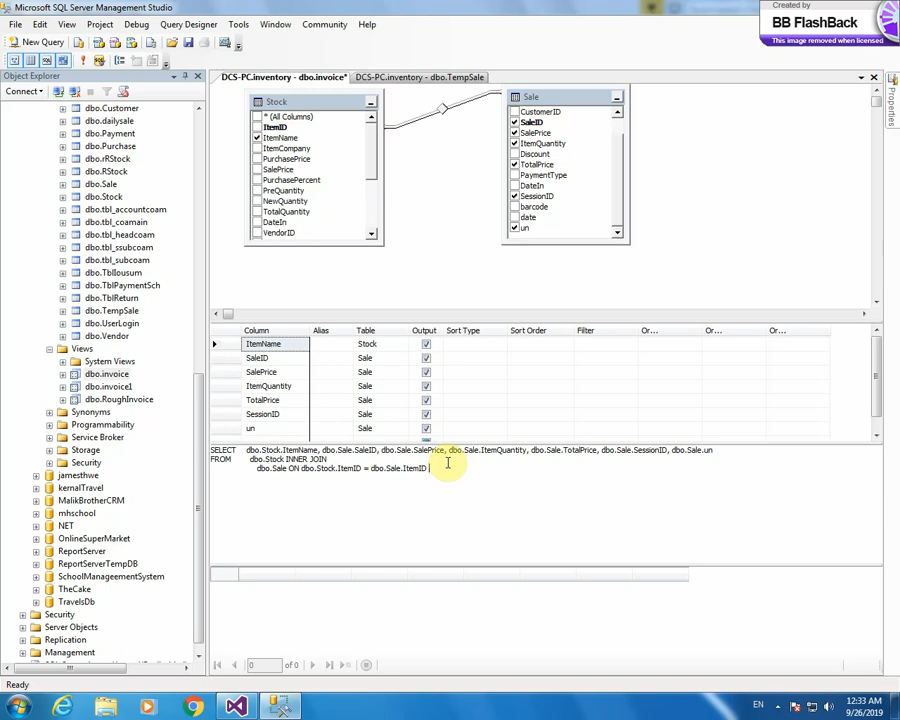 Microsoft SQL Server Management Studio
Created by
BB FlashBack
This image removed when licensed
File Edit View Project Debug Query Designer Tools Window Community Help
New Query
Object Explorer
DCS-PC.inventory - dbo.invoice*
DCS-PC.inventory - dbo.TempSale
Properties
Connect
dbo.Customer
dbo.dailysale
dbo.Payment
dbo.Purchase
dbo.rRStock
dbo.RStock
dbo.Sale
dbo.Stock
dbo.tbl_accountcoam
dbo.tbl_coamain
dbo.tbl_headcoam
dbo.tbl_ssubcoam
dbo.tbl_subcoam
dbo.Tbllousum
dbo.TblPaymentSch
dbo.TblReturn
dbo.TempSale
dbo.UserLogin
dbo.Vendor
Views
System Views
dbo.invoice
dbo.invoice1
dbo.RoughInvoice
Synonyms
Programmability
Service Broker
Storage
Security
jamesthwe
kernalTravel
MalikBrotherCRM
mhschool
NET
OnlineSuperMarket
ReportServer
ReportServerTempDB
SchoolManageementSystem
TheCake
TravelsDb
Security
Server Objects
Replication
Management
Stock
* (All Columns)
ItemID
ItemName
ItemCompany
PurchasePrice
SalePrice
PurchasePercent
PreQuantity
NewQuantity
TotalQuantity
DateIn
VendorID
Sale
CustomerID
SaleID
SalePrice
ItemQuantity
Discount
TotalPrice
PaymentType
DateIn
SessionID
barcode
date
un
Column Alias Table Output Sort Type Sort Order Filter Or... Or... Or...
ItemName Stock
SaleID Sale
SalePrice Sale
ItemQuantity Sale
TotalPrice Sale
SessionID Sale
un Sale
SELECT dbo.Stock.ItemName, dbo.Sale.SaleID, dbo.Sale.SalePrice, dbo.Sale.ItemQuantity, dbo.Sale.TotalPrice, dbo.Sale.SessionID, dbo.Sale.un
FROM dbo.Stock INNER JOIN
dbo.Sale ON dbo.Stock.ItemID = dbo.Sale.ItemID
0 of 0
Ready
EN
12:33 AM
9/26/2019